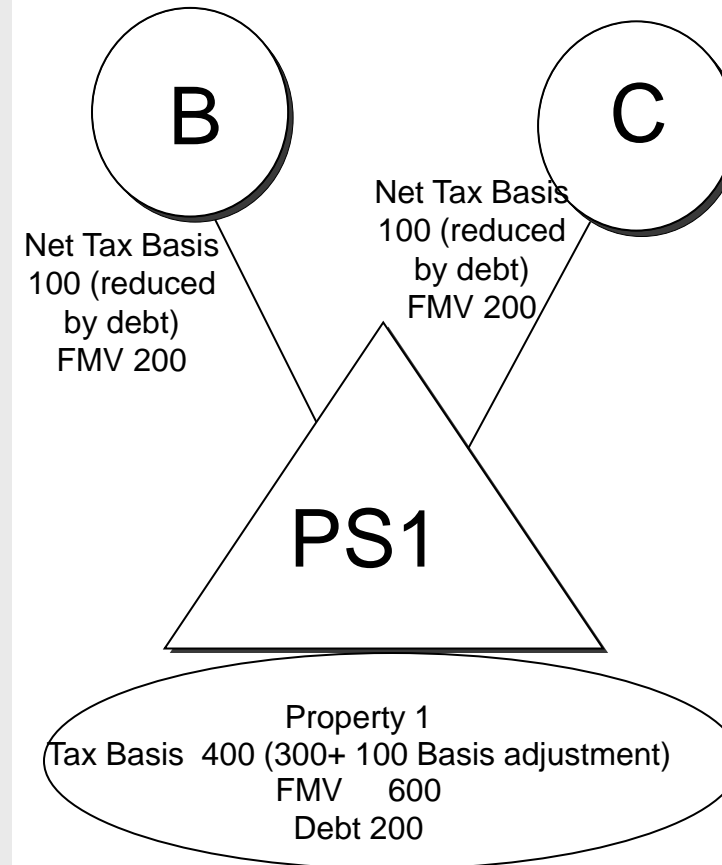 B
C
Net Tax Basis
100 (reduced
by debt)
FMV 200
Net Tax Basis
100 (reduced
by debt)
FMV 200
PS1
Property 1
Tax Basis 400 (300+ 100 Basis adjustment)
FMV 600
Debt 200